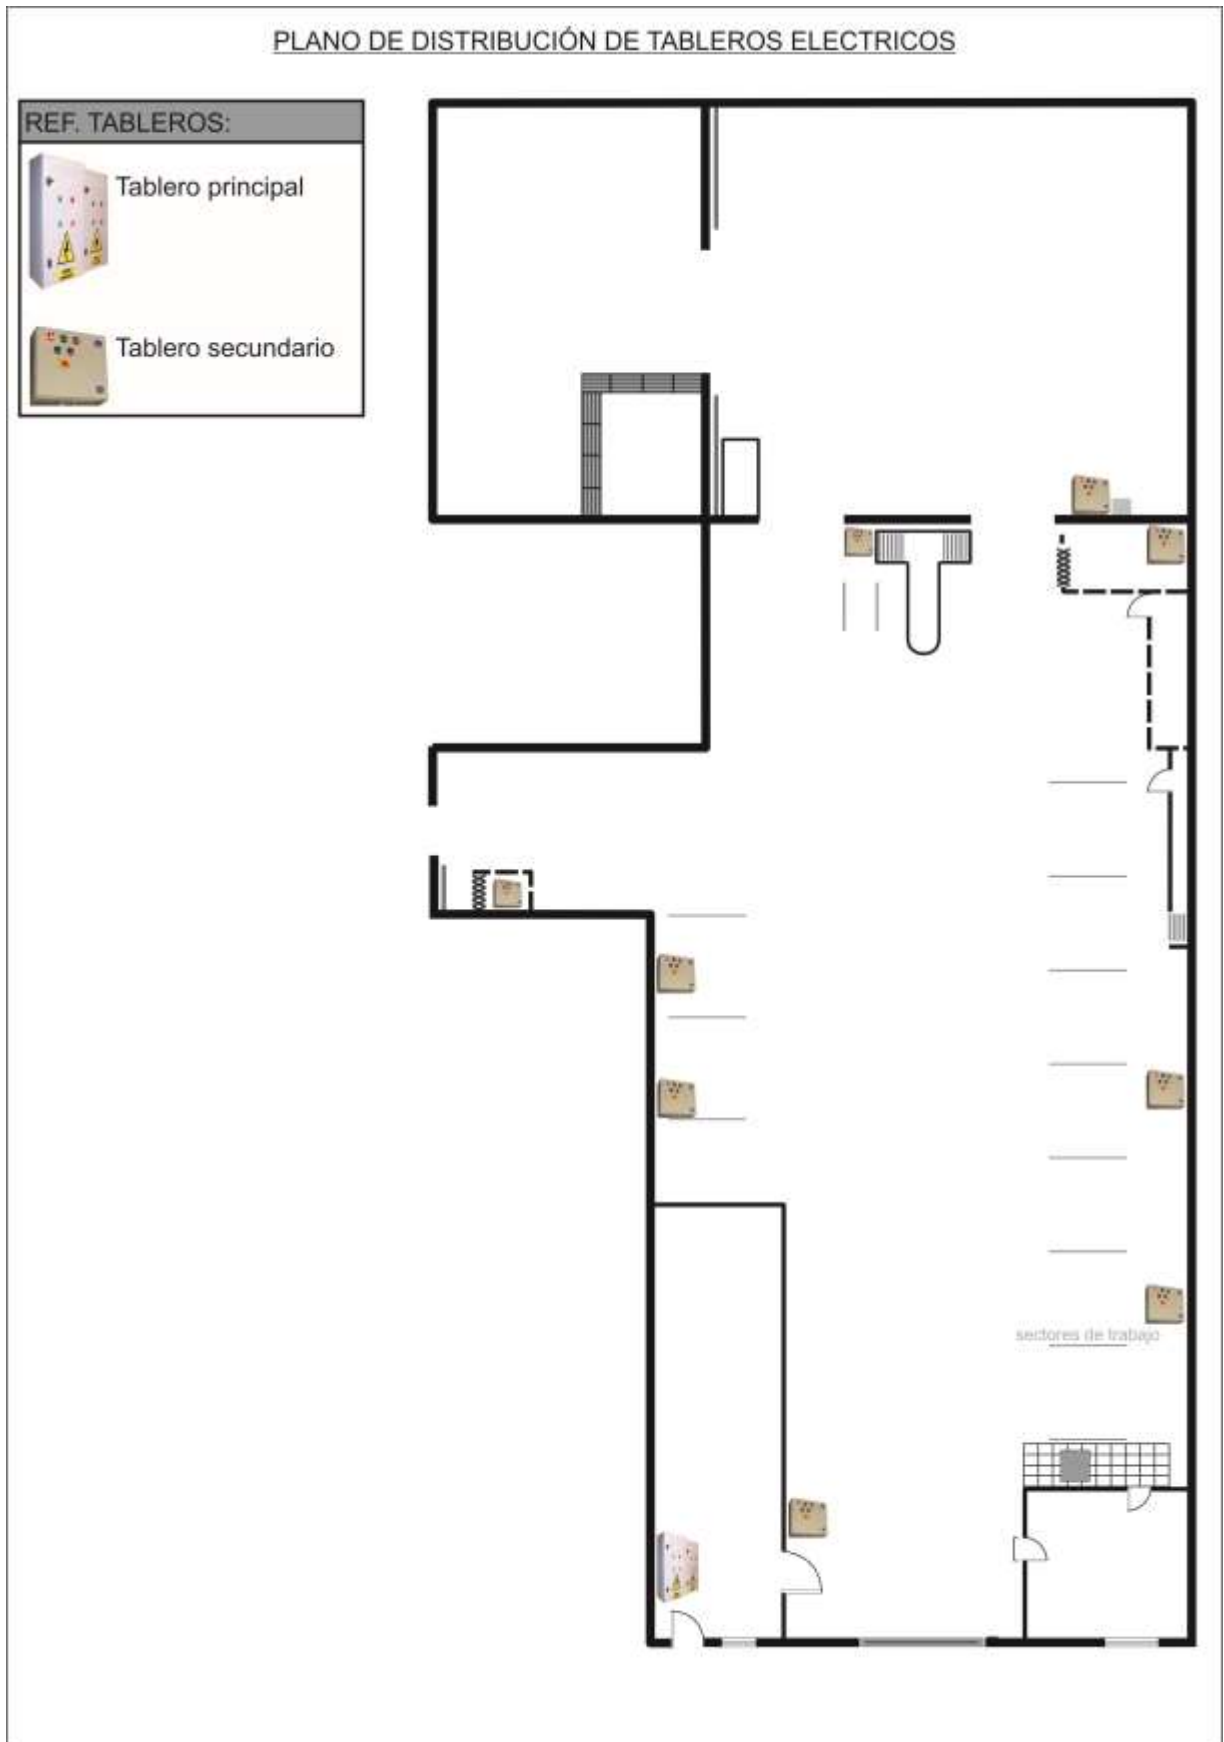 PLANO DE DISTRIBUCIÓN DE TABLEROS ELECTRICOS
REF. TABLEROS:
Tablero principal
Tablero secundario
sectores de trabajo